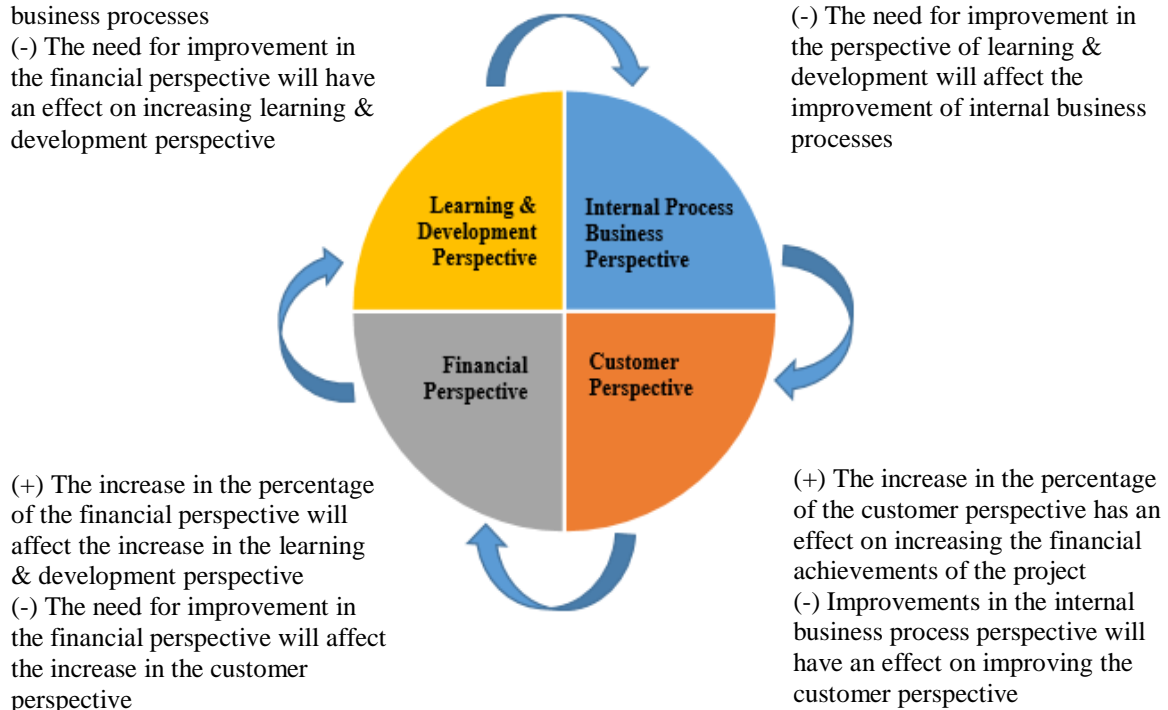 business processes
(-) The need for improvement in
the financial perspective will have
an effect on increasing learning &
development perspective
(-) The need for improvement in
the perspective of learning &
development will affect the
improvement of internal business
processes
Learning &
Development
Perspective
Internal Process
Business
Perspective
Financial
Perspective
Customer
Perspective
(+) The increase in the percentage
of the financial perspective will
affect the increase in the learning
& development perspective
(-) The need for improvement in
the financial perspective will affect
the increase in the customer
perspective
(+) The increase in the percentage
of the customer perspective has an
effect on increasing the financial
achievements of the project
(-) Improvements in the internal
business process perspective will
have an effect on improving the
customer perspective